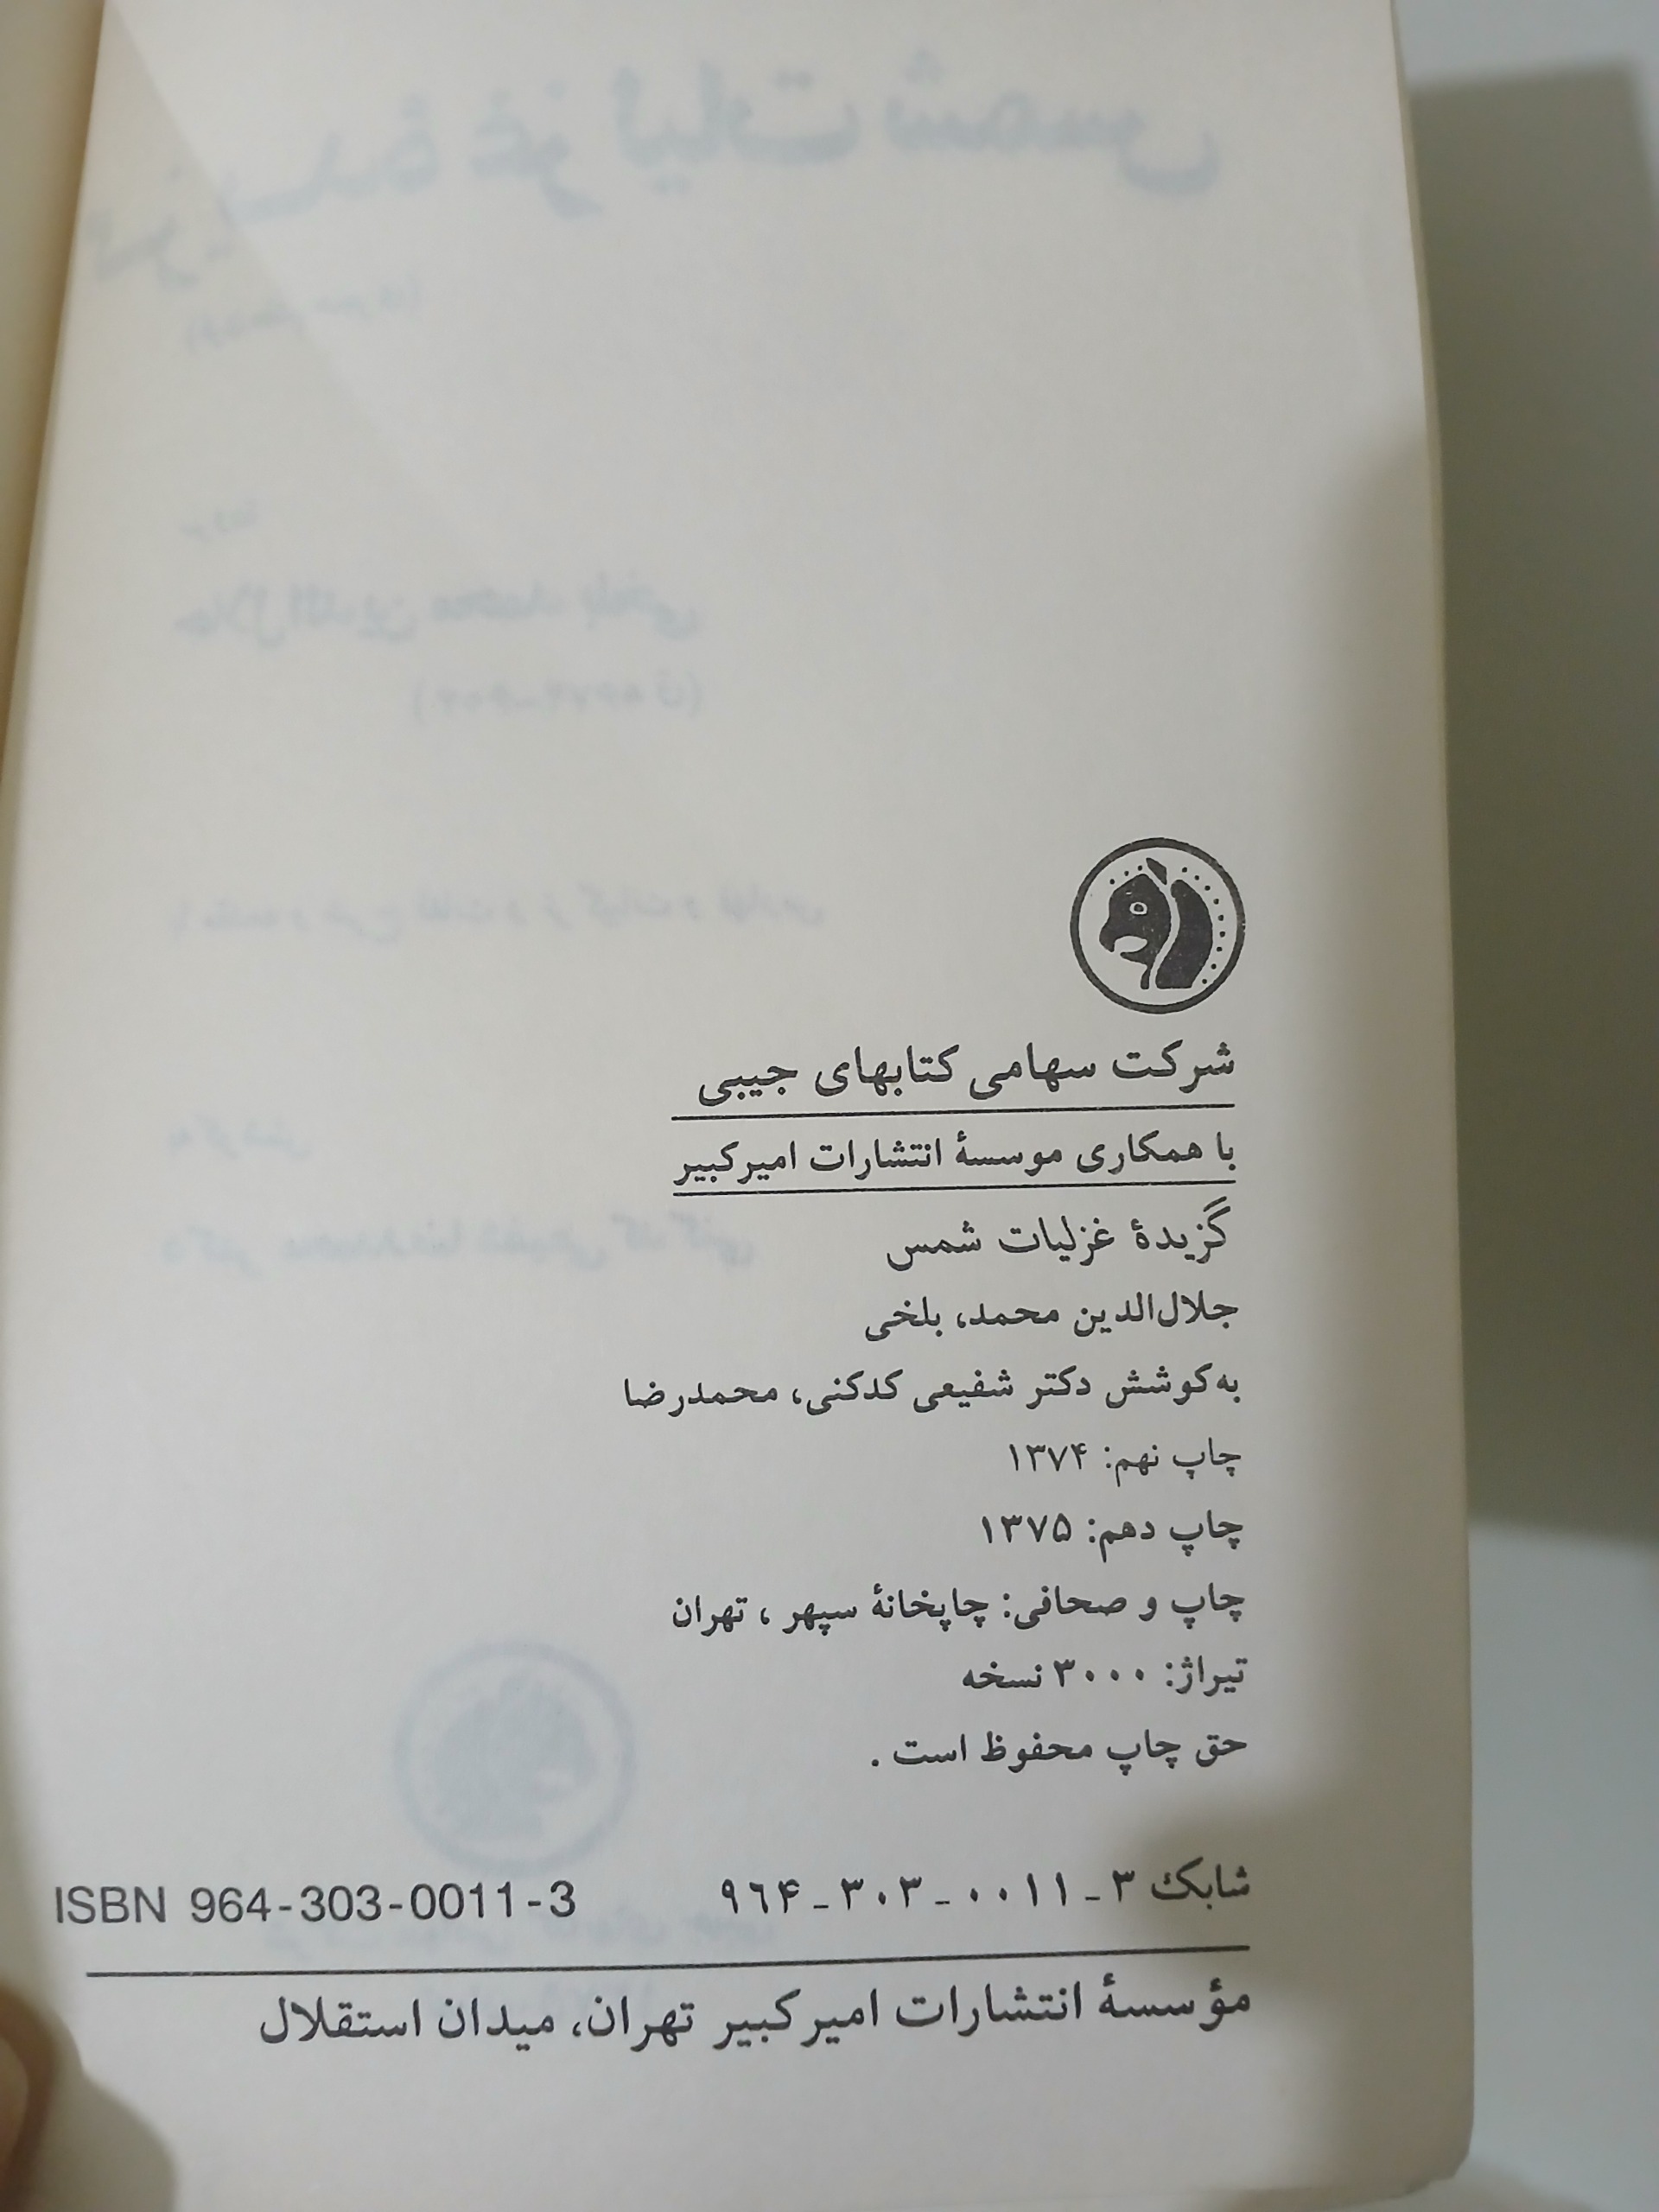 شرکت سهامی کتابهای جیبی
با همکاری موسسهٔ انتشارات امیرکبیر
گزیدهٔ غزلیات شمس
جلال‌الدین محمد، بلخی
به‌کوشش دکتر شفیعی کدکنی، محمدرضا
چاپ نهم: ۱۳۷۴
چاپ دهم: ۱۳۷۵
چاپ و صحافی: چاپخانهٔ سپهر ، تهران
تیراژ: ۳۰۰۰ نسخه
حق چاپ محفوظ است .
شابک ۳ - ۰۰۱۱ - ۳۰۳ - ۹۶۴ ISBN 964-303-0011-3
مؤسسهٔ انتشارات امیرکبیر تهران، میدان استقلال